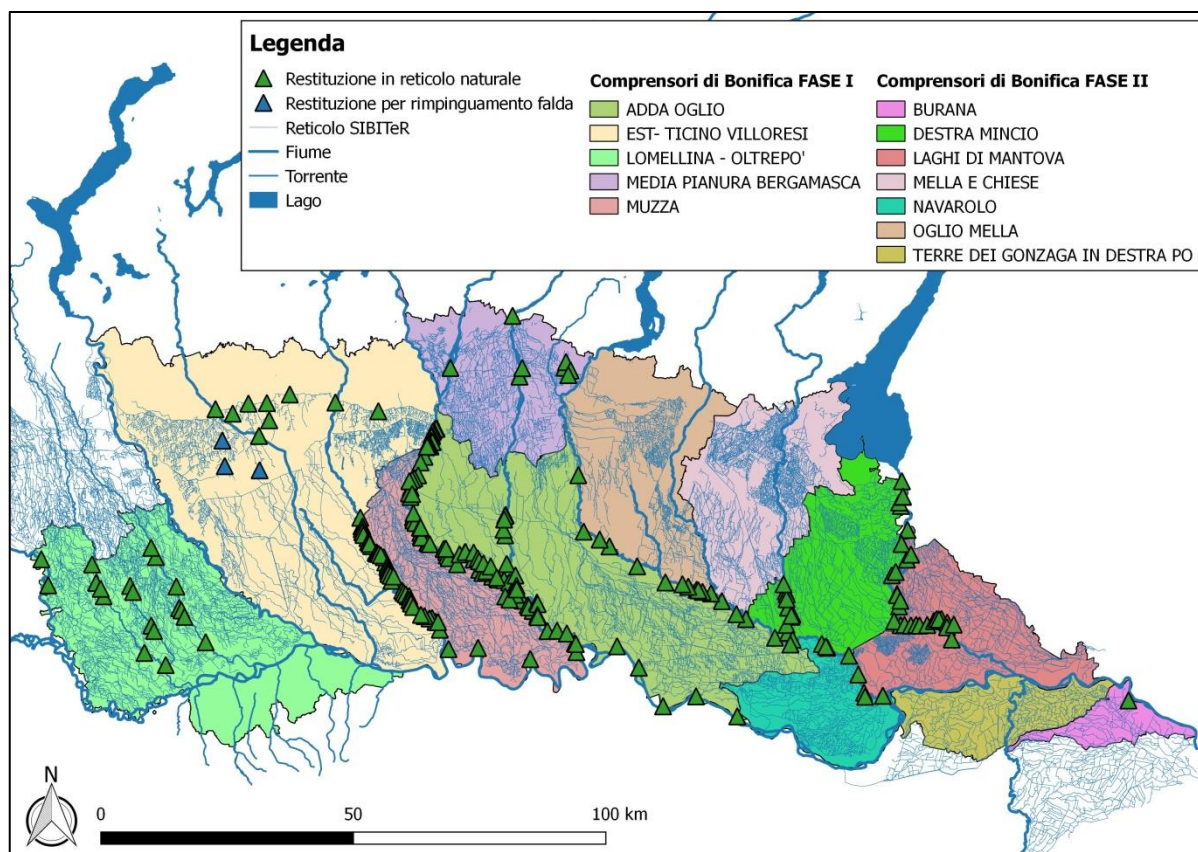 Legenda
Restituzione in reticolo naturale
Restituzione per rimpinguamento falda
Reticolo SIBITeR
Fiume
Torrente
Lago
Comprensori di Bonifica FASE I
ADDA OGLIO
EST- TICINO VILLORESI
LOMELLINA - OLTREPO'
MEDIA PIANURA BERGAMASCA
MUZZA
Comprensori di Bonifica FASE II
BURANA
DESTRA MINCIO
LAGHI DI MANTOVA
MELLA E CHIESE
NAVAROLO
OGLIO MELLA
TERRE DEI GONZAGA IN DESTRA PO
N
0 50 100 km